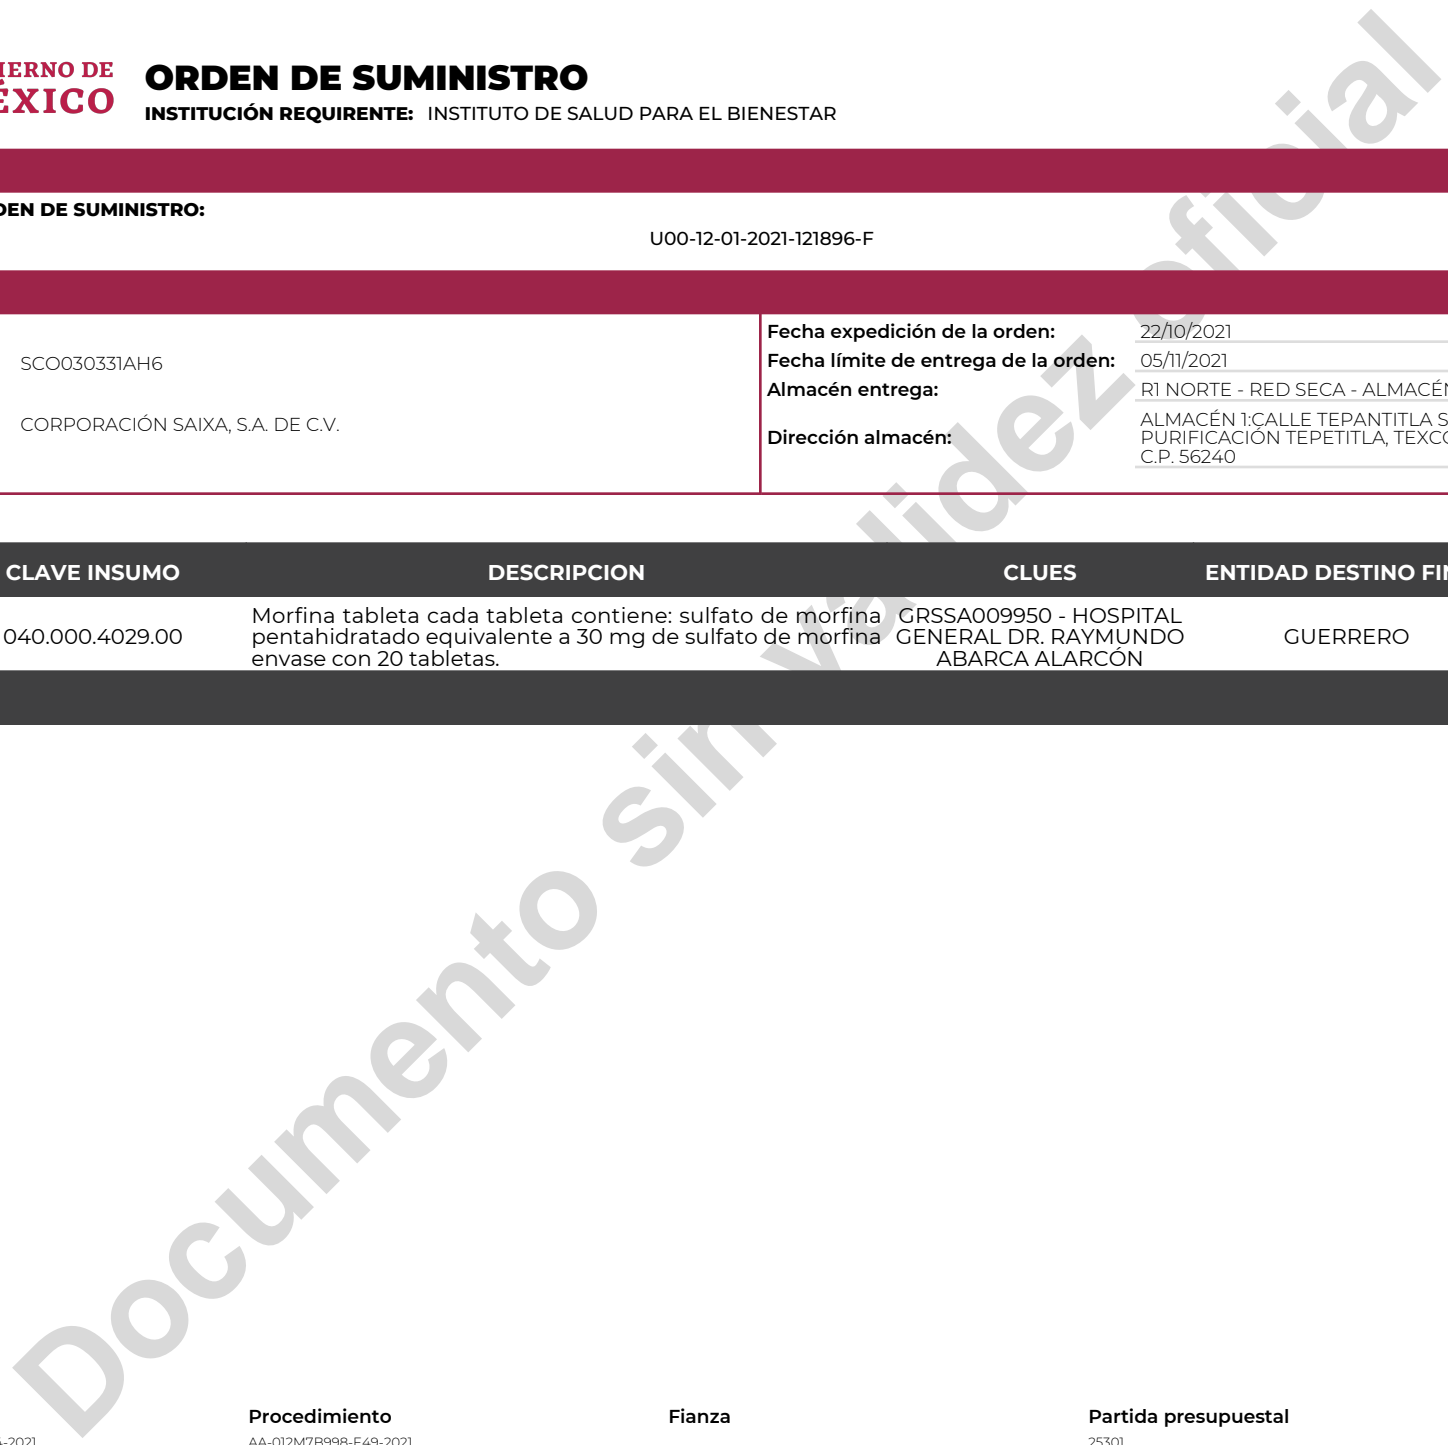 IERNO DE
ÉXICO
ORDEN DE SUMINISTRO
INSTITUCIÓN REQUIRENTE: INSTITUTO DE SALUD PARA EL BIENESTAR
DEN DE SUMINISTRO:
U00-12-01-2021-121896-F
SCO030331AH6
CORPORACIÓN SAIXA, S.A. DE C.V.
Fecha expedición de la orden: 22/10/2021
Fecha límite de entrega de la orden: 05/11/2021
Almacén entrega: R1 NORTE - RED SECA - ALMACÉN
Dirección almacén: ALMACÉN 1:CALLE TEPANTITLA S
PURIFICACIÓN TEPETITLA, TEXCO
C.P. 56240
CLAVE INSUMO DESCRIPCION CLUES ENTIDAD DESTINO FIN
040.000.4029.00
Morfina tableta cada tableta contiene: sulfato de morfina
pentahidratado equivalente a 30 mg de sulfato de morfina
envase con 20 tabletas.
GRSSA009950 - HOSPITAL
GENERAL DR. RAYMUNDO
ABARCA ALARCÓN
GUERRERO
Documento sin validez oficial
Procedimiento Fianza Partida presupuestal
-2021 AA-012M7B998-E49-2021 25301